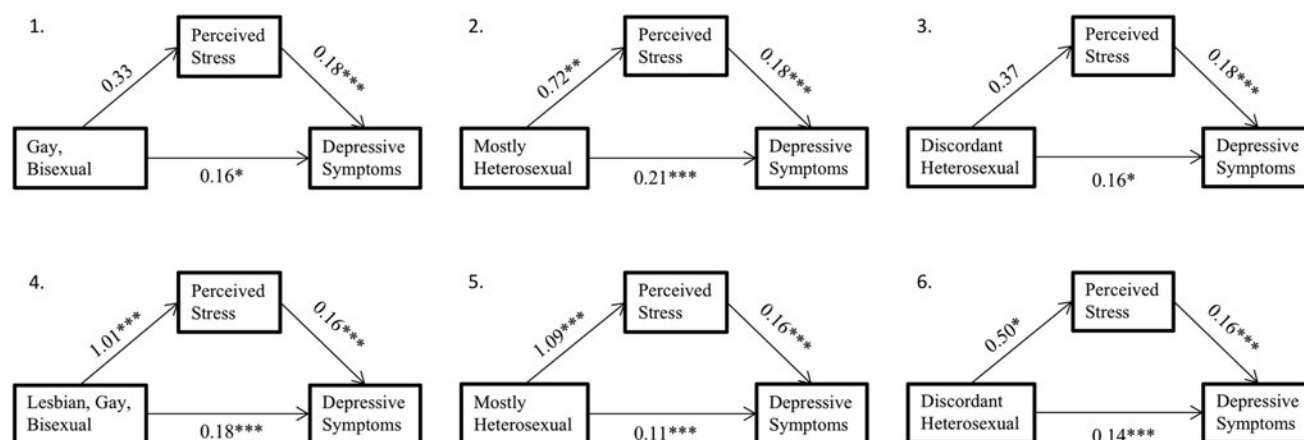 1.
Perceived
Stress
0.33
0.18***
Gay,
Bisexual
0.16*
Depressive
Symptoms
2.
Perceived
Stress
0.72**
0.18***
Mostly
Heterosexual
0.21***
Depressive
Symptoms
3.
Perceived
Stress
0.37
0.18***
Discordant
Heterosexual
0.16*
Depressive
Symptoms
4.
Perceived
Stress
1.01***
0.16***
Lesbian, Gay,
Bisexual
0.18***
Depressive
Symptoms
5.
Perceived
Stress
1.09***
0.16***
Mostly
Heterosexual
0.11***
Depressive
Symptoms
6.
Perceived
Stress
0.50*
0.16***
Discordant
Heterosexual
0.14***
Depressive
Symptoms